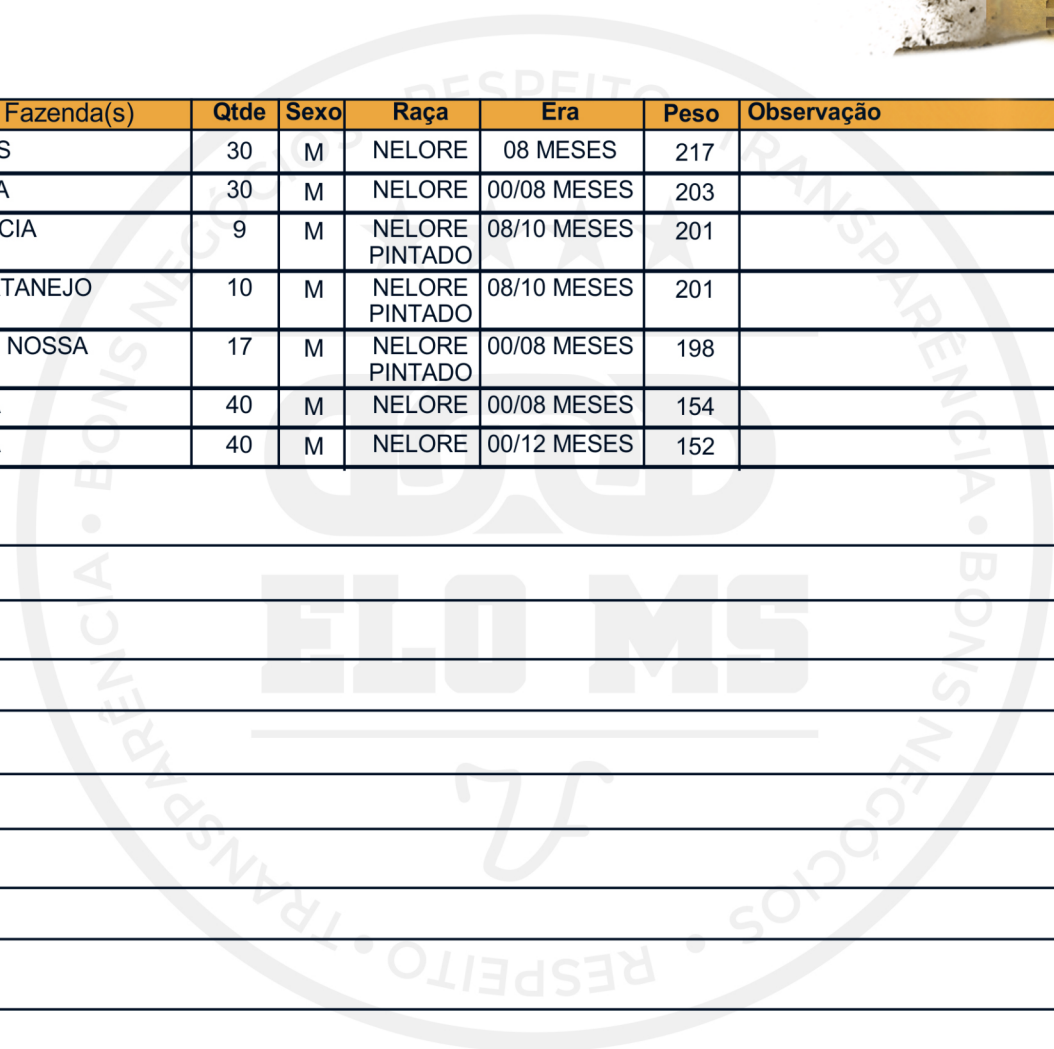 Fazenda(s) Qtde Sexo Raça Era Peso Observação
S 30 M NELORE 08 MESES 217
A 30 M NELORE 00/08 MESES 203
CIA 9 M NELORE 08/10 MESES 201
PINTADO
TANEJO 10 M NELORE 08/10 MESES 201
PINTADO
NOSSA 17 M NELORE 00/08 MESES 198
PINTADO
40 M NELORE 00/08 MESES 154
40 M NELORE 00/12 MESES 152
RESPEITO • TRANSPARÊNCIA • BONS NEGÓCIOS • RESPEITO • TRANSPARÊNCIA • BONS NEGÓCIOS
ELO MS